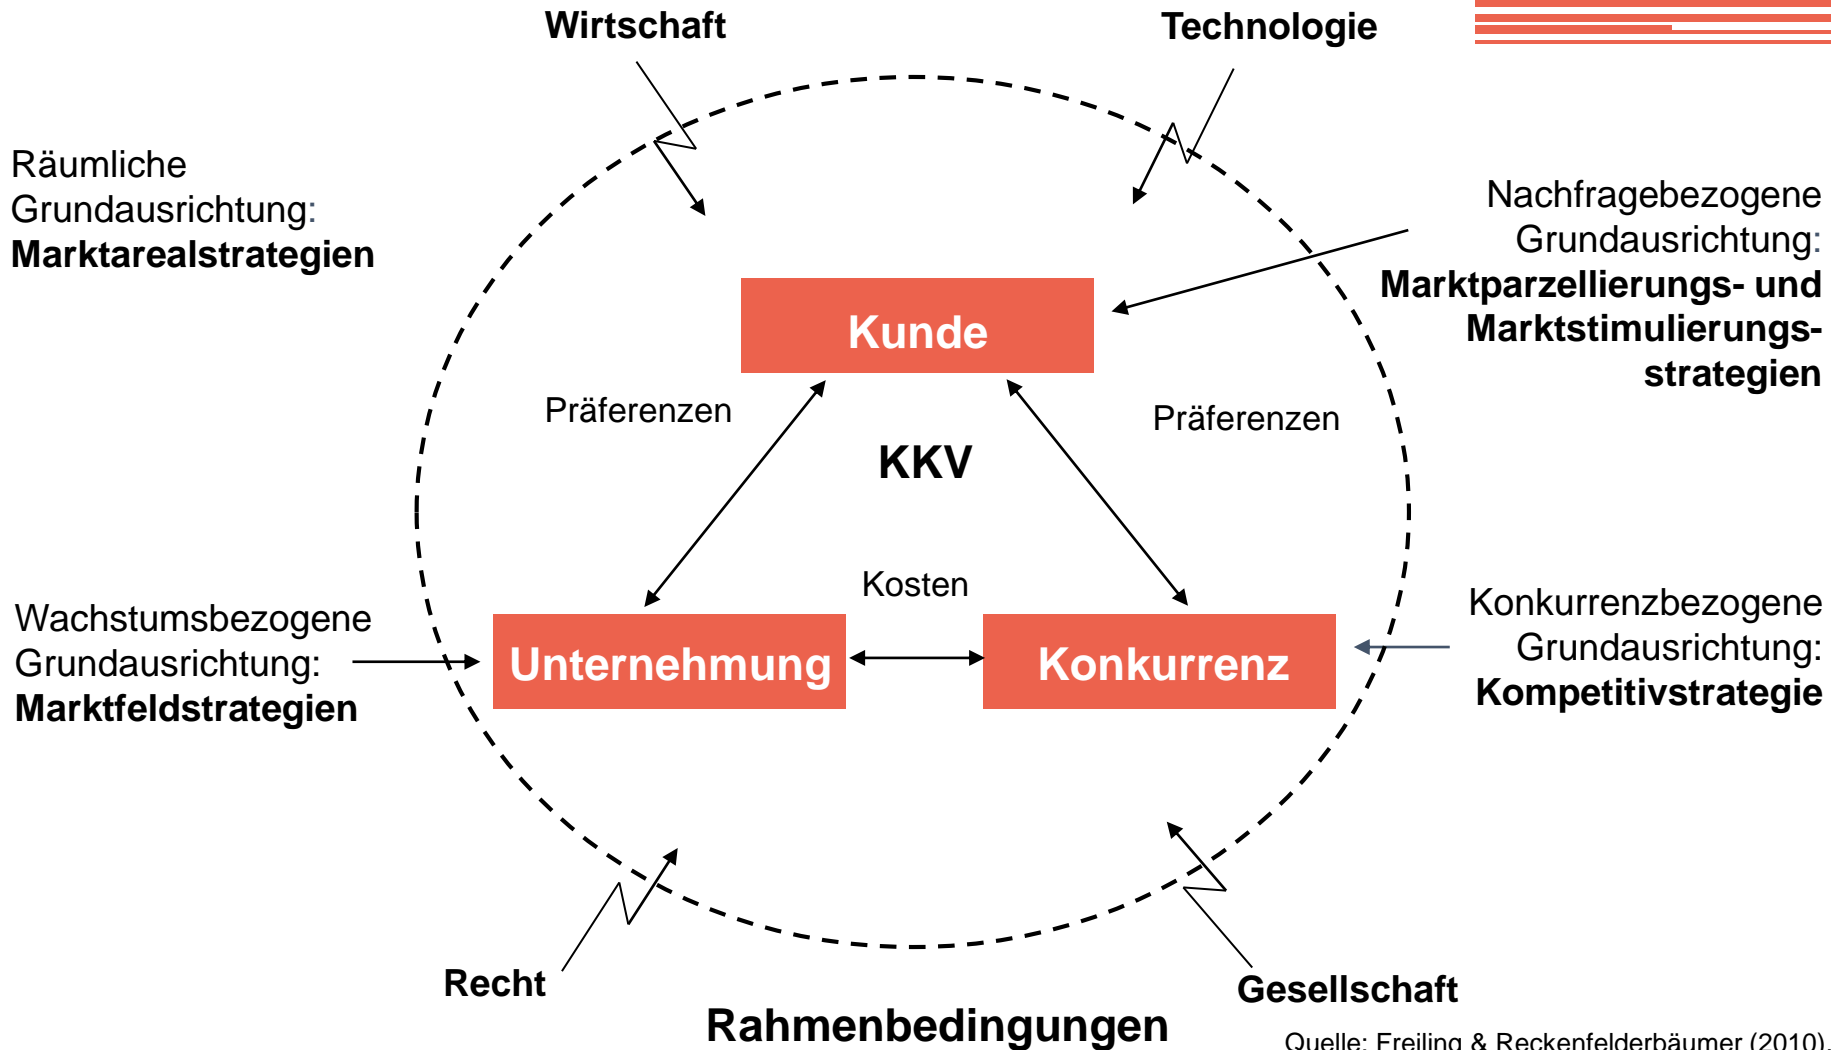 Wirtschaft
Technologie
Räumliche
Grundausrichtung:
Marktarealstrategien
Nachfragebezogene
Grundausrichtung:
Marktparzellierungs- und
Marktstimulierungs-
strategien
Kunde
Präferenzen
Präferenzen
KKV
Kosten
Wachstumsbezogene
Grundausrichtung:
Marktfeldstrategien
Unternehmung
Konkurrenz
Konkurrenzbezogene
Grundausrichtung:
Kompetitivstrategie
Recht
Gesellschaft
Rahmenbedingungen
Quelle: Freiling & Reckenfelderbäumer (2010).